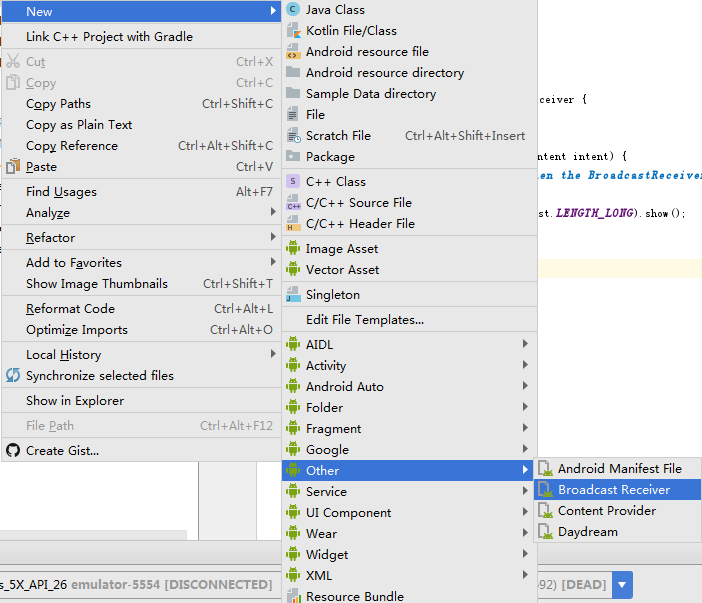 New
Link C++ Project with Gradle
Cut Ctrl+X
Copy Ctrl+C
Copy Paths Ctrl+Shift+C
Copy as Plain Text
Copy Reference Ctrl+Alt+Shift+C
Paste Ctrl+V
Find Usages Alt+F7
Analyze
Refactor
Add to Favorites
Show Image Thumbnails Ctrl+Shift+T
Reformat Code Ctrl+Alt+L
Optimize Imports Ctrl+Alt+O
Local History
Synchronize selected files
Show in Explorer
File Path Ctrl+Alt+F12
Create Gist...
Java Class
Kotlin File/Class
Android resource file
Android resource directory
Sample Data directory
File
Scratch File Ctrl+Alt+Shift+Insert
Package
C++ Class
C/C++ Source File
C/C++ Header File
Image Asset
Vector Asset
Singleton
Edit File Templates...
AIDL
Activity
Android Auto
Folder
Fragment
Google
Other
Service
UI Component
Wear
Widget
XML
Resource Bundle
Android Manifest File
Broadcast Receiver
Content Provider
Daydream
ceiver {
ntent intent) {
en the BroadcastReceiver
st.LENGTH_LONG).show();
s_5X_API_26 emulator-5554 [DISCONNECTED]
92) [DEAD]